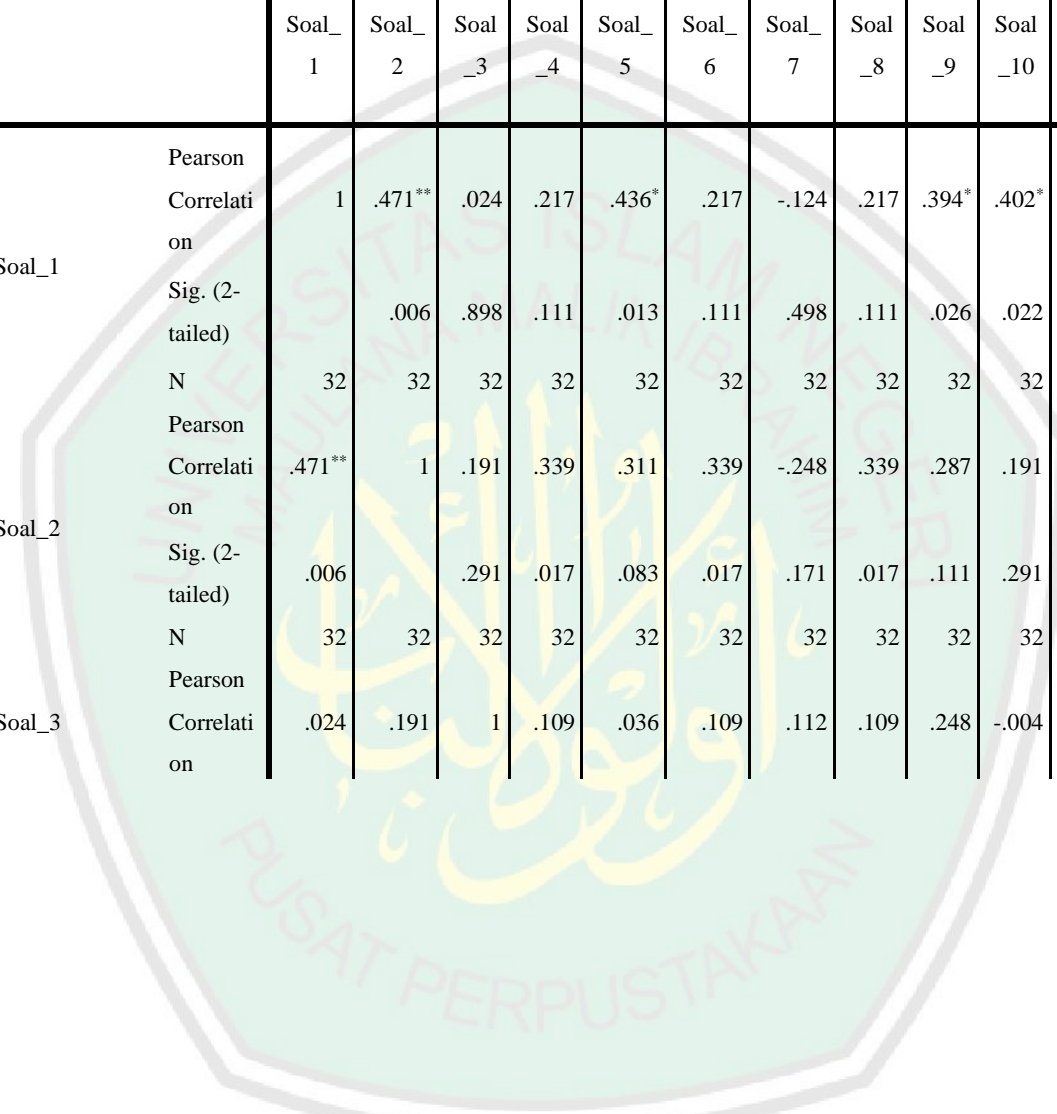 Soal_ Soal_ Soal Soal Soal_ Soal_ Soal_ Soal Soal Soal
1 2 _3 _4 5 6 7 _8 _9 _10
Pearson
Correlati 1 .471** .024 .217 .436* .217 -.124 .217 .394* .402*
on
Soal_1
Sig. (2-
.006 .898 .111 .013 .111 .498 .111 .026 .022
tailed)
N 32 32 32 32 32 32 32 32 32 32
Pearson
Correlati .471** 1 .191 .339 .311 .339 -.248 .339 .287 .191
on
Soal_2
Sig. (2-
.006 .291 .017 .083 .017 .171 .017 .111 .291
tailed)
N 32 32 32 32 32 32 32 32 32 32
Pearson
Soal_3 Correlati .024 .191 1 .109 .036 .109 .112 .109 .248 -.004
on
UNIVERSITAS ISLAM NEGERI
MAULANA MALIK IBRAHIM
PUSAT PERPUSTAKAAN